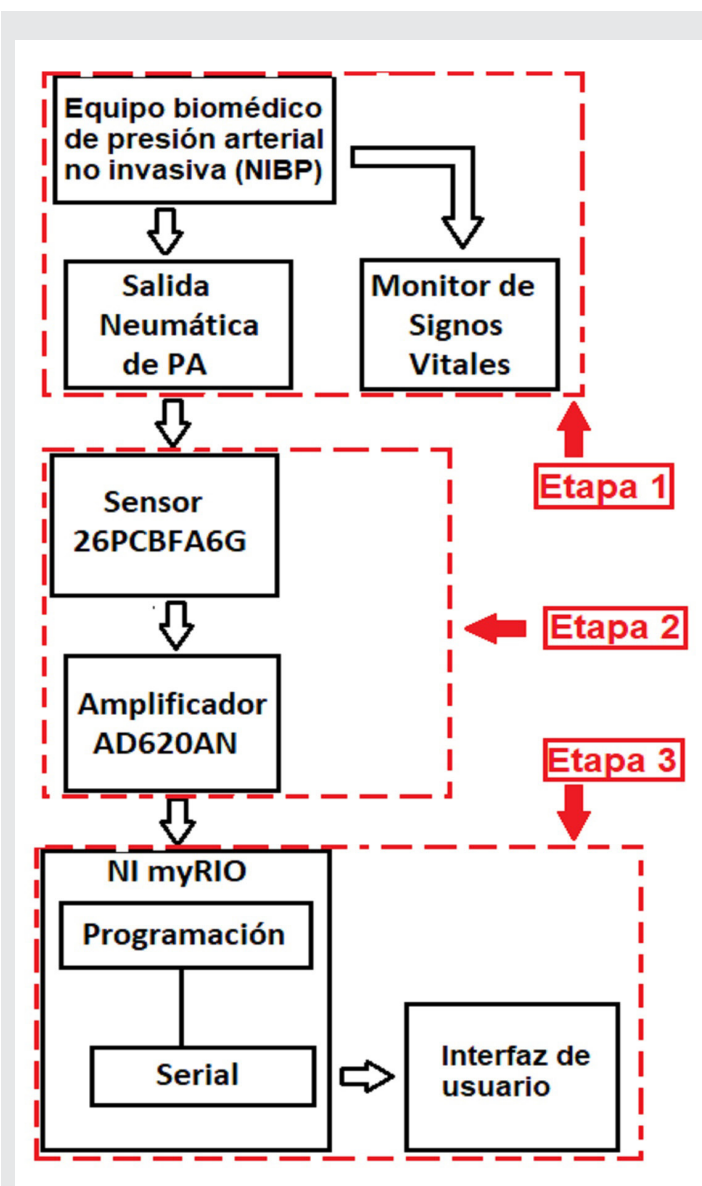 Equipo biomédico
de presión arterial
no invasiva (NIBP)
Salida
Neumática
de PA
Monitor de
Signos
Vitales
Etapa 1
Sensor
26PCBFA6G
Etapa 2
Amplificador
AD620AN
Etapa 3
NI myRIO
Programación
Serial
Interfaz de
usuario